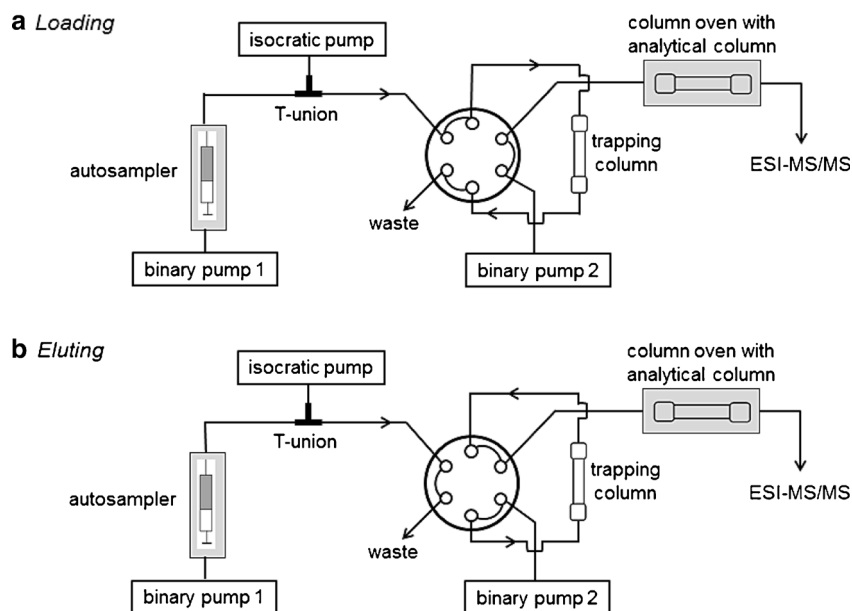 a Loading
isocratic pump
T-union
autosampler
binary pump 1
waste
binary pump 2
trapping
column
column oven with
analytical column
ESI-MS/MS
b Eluting
isocratic pump
T-union
autosampler
binary pump 1
waste
binary pump 2
trapping
column
column oven with
analytical column
ESI-MS/MS